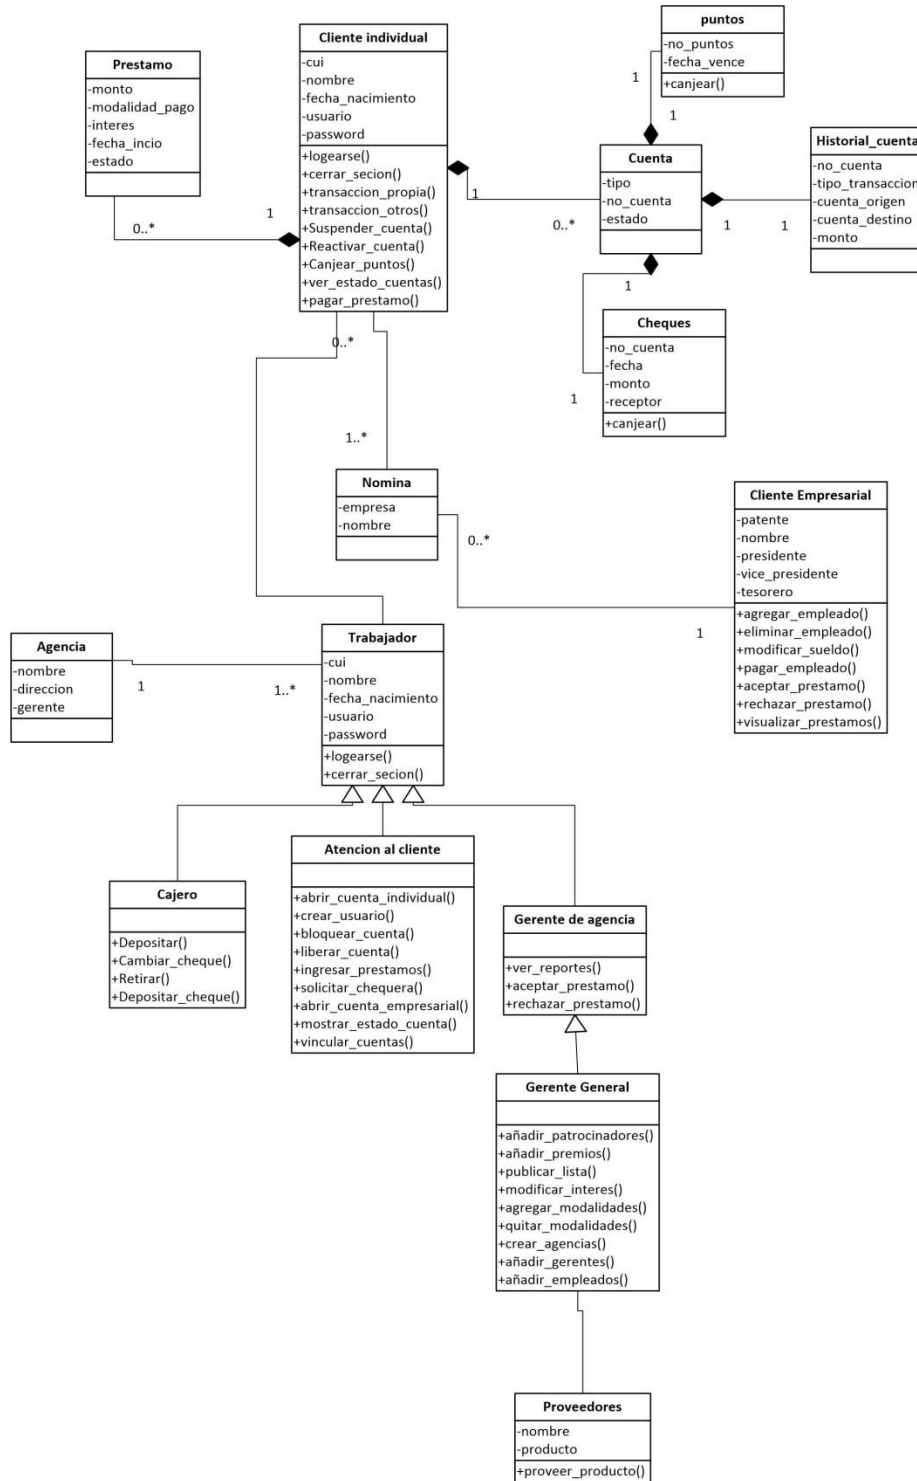 Cliente individual
-cui
-nombre
-fecha_nacimiento
-usuario
-password
+logearse()
+cerrar_secion()
+transaccion_propia()
+transaccion_otros()
+Suspender_cuenta()
+Reactivar_cuenta()
+Canjear_puntos()
+ver_estado_cuentas()
+pagar_prestamo()
Prestamo
-monto
-modalidad_pago
-interes
-fecha_incio
-estado
0..*
1
puntos
-no_puntos
-fecha_vence
+canjear()
1
1
Cuenta
-tipo
-no_cuenta
-estado
1
0..*
Historial_cuenta
-no_cuenta
-tipo_transaccion
-cuenta_origen
-cuenta_destino
-monto
1
1
1
Cheques
-no_cuenta
-fecha
-monto
-receptor
+canjear()
1
0..*
1..*
Nomina
-empresa
-nombre
0..*
Cliente Empresarial
-patente
-nombre
-presidente
-vice_presidente
-tesorero
+agregar_empleado()
+eliminar_empleado()
+modificar_sueldo()
+pagar_empleado()
+aceptar_prestamo()
+rechazar_prestamo()
+visualizar_prestamos()
1
Agencia
-nombre
-direccion
-gerente
1
1..*
Trabajador
-cui
-nombre
-fecha_nacimiento
-usuario
-password
+logearse()
+cerrar_secion()
Cajero
+Depositar()
+Cambiar_cheque()
+Retirar()
+Depositar_cheque()
Atencion al cliente
+abrir_cuenta_individual()
+crear_usuario()
+bloquear_cuenta()
+liberar_cuenta()
+ingresar_prestamos()
+solicitar_chequera()
+abrir_cuenta_empresarial()
+mostrar_estado_cuenta()
+vincular_cuentas()
Gerente de agencia
+ver_reportes()
+aceptar_prestamo()
+rechazar_prestamo()
Gerente General
+añadir_patrocinadores()
+añadir_premios()
+publicar_lista()
+modificar_interes()
+agregar_modalidades()
+quitar_modalidades()
+crear_agencias()
+añadir_gerentes()
+añadir_empleados()
Proveedores
-nombre
-producto
+proveer_producto()